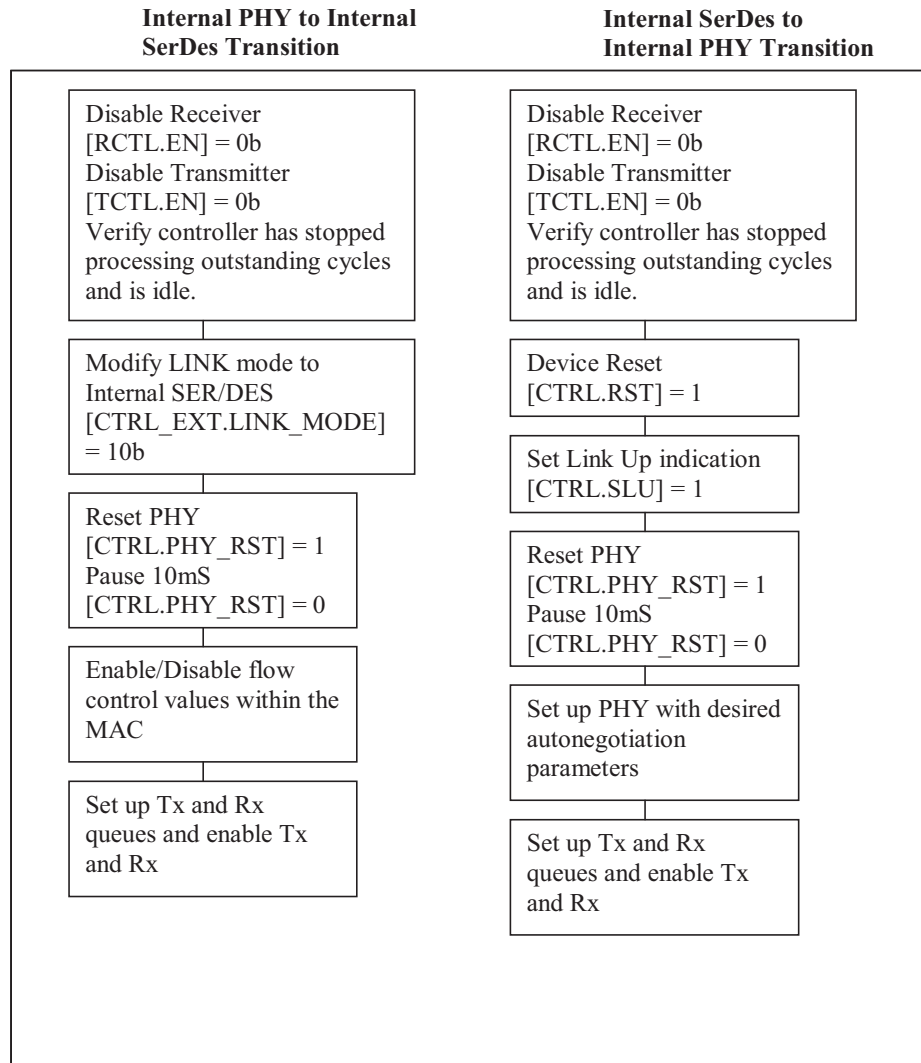 Internal PHY to Internal
SerDes Transition
Disable Receiver
[RCTL.EN] = 0b
Disable Transmitter
[TCTL.EN] = 0b
Verify controller has stopped
processing outstanding cycles
and is idle.
Modify LINK mode to
Internal SER/DES
[CTRL_EXT.LINK_MODE]
= 10b
Reset PHY
[CTRL.PHY_RST] = 1
Pause 10mS
[CTRL.PHY_RST] = 0
Enable/Disable flow
control values within the
MAC
Set up Tx and Rx
queues and enable Tx
and Rx
Internal SerDes to
Internal PHY Transition
Disable Receiver
[RCTL.EN] = 0b
Disable Transmitter
[TCTL.EN] = 0b
Verify controller has stopped
processing outstanding cycles
and is idle.
Device Reset
[CTRL.RST] = 1
Set Link Up indication
[CTRL.SLU] = 1
Reset PHY
[CTRL.PHY_RST] = 1
Pause 10mS
[CTRL.PHY_RST] = 0
Set up PHY with desired
autonegotiation
parameters
Set up Tx and Rx
queues and enable Tx
and Rx